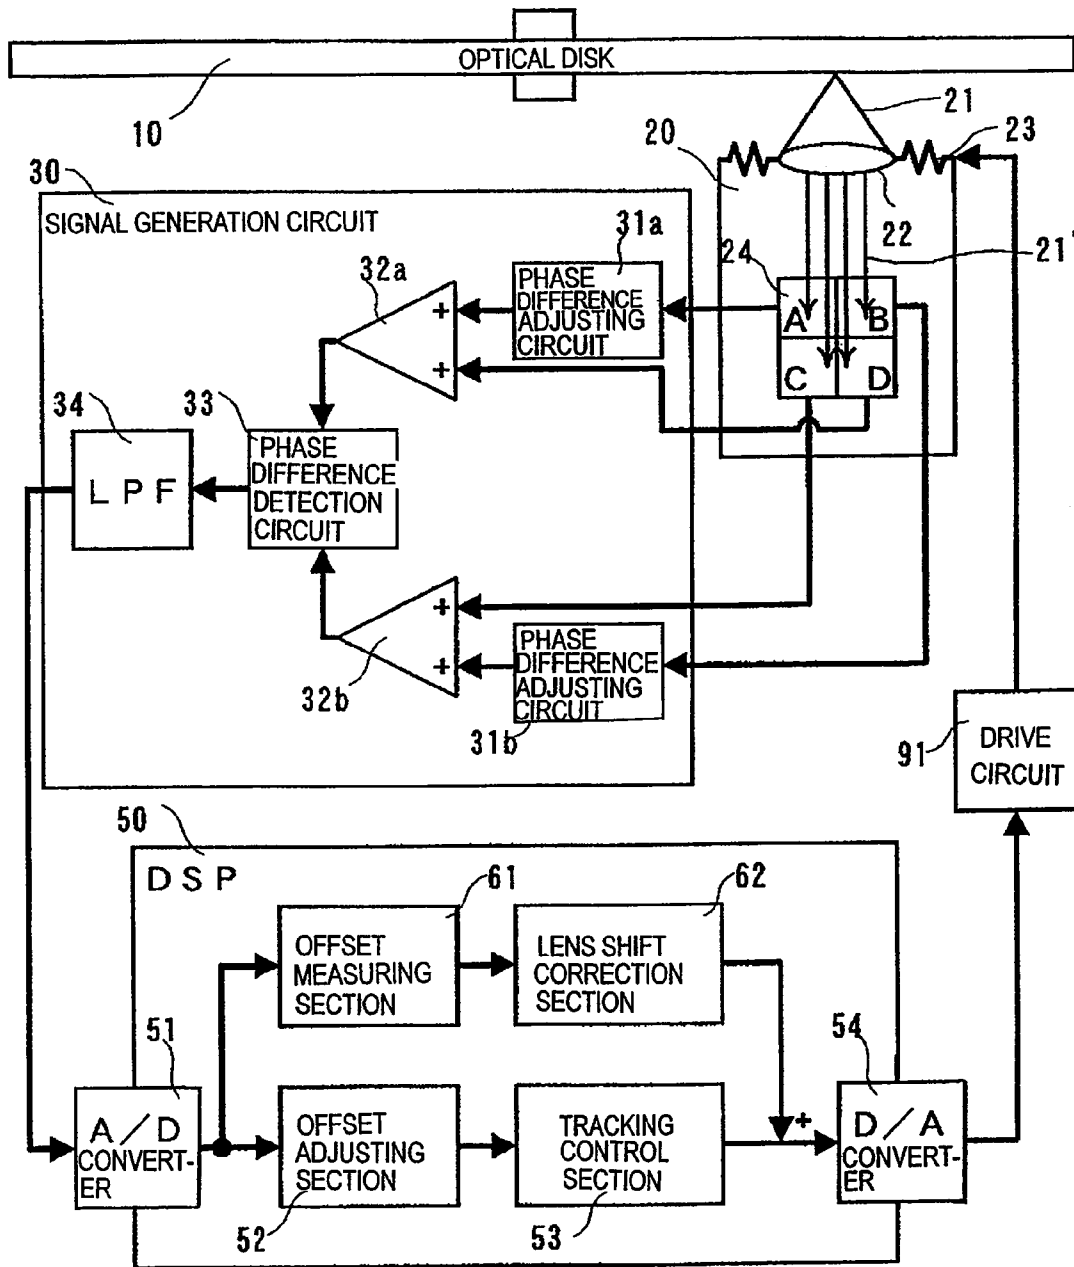 OPTICAL DISK
10
21
20
23
30
SIGNAL GENERATION CIRCUIT
31a
22
21'
32a
PHASE
DIFFERENCE
ADJUSTING
CIRCUIT
24
+
+
A
B
C
D
34
33
PHASE
DIFFERENCE
DETECTION
CIRCUIT
L P F
+
+
PHASE
DIFFERENCE
ADJUSTING
CIRCUIT
32b
31b
91
DRIVE
CIRCUIT
50
D S P
61
62
OFFSET
MEASURING
SECTION
LENS SHIFT
CORRECTION
SECTION
51
54
A/D
CONVERT-
ER
OFFSET
ADJUSTING
SECTION
TRACKING
CONTROL
SECTION
+
D/A
CONVERT-
ER
52
53